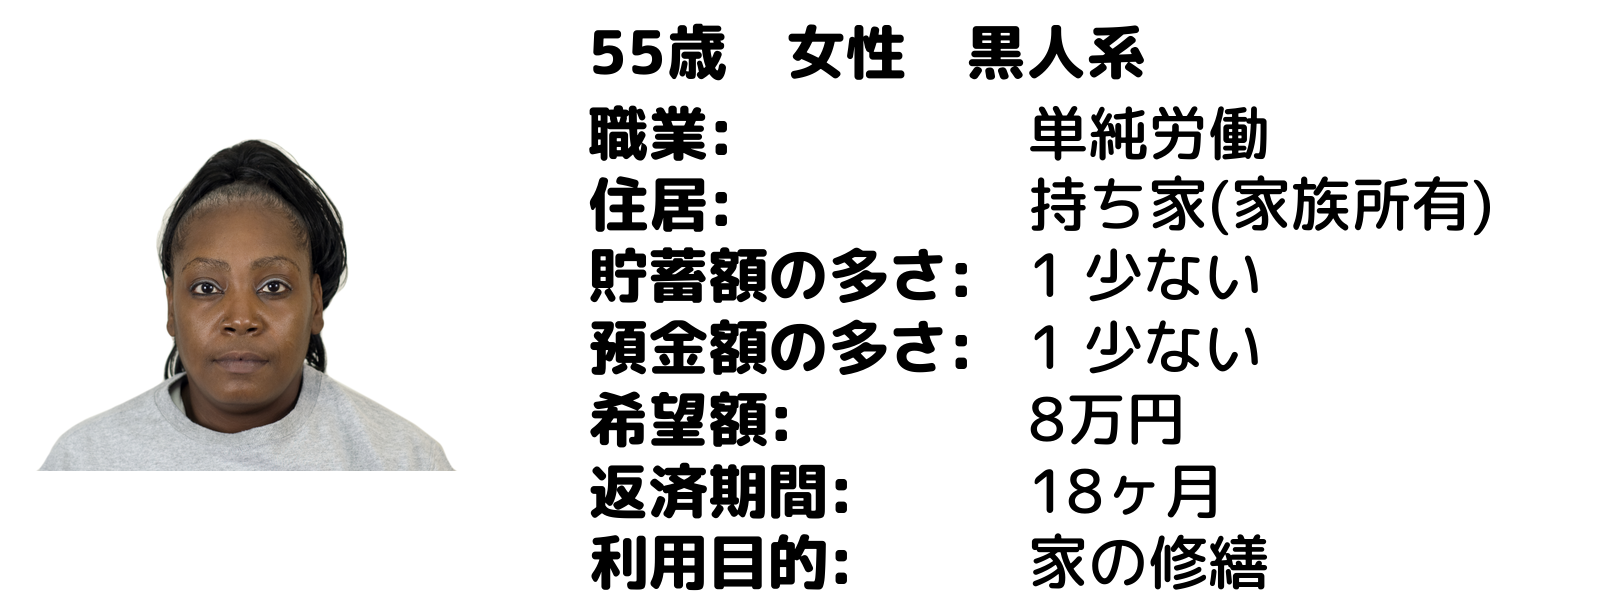 55歳　女性　黒人系
職業: 単純労働
住居: 持ち家(家族所有)
貯蓄額の多さ: 1 少ない
預金額の多さ: 1 少ない
希望額: 8万円
返済期間: 18ヶ月
利用目的: 家の修繕